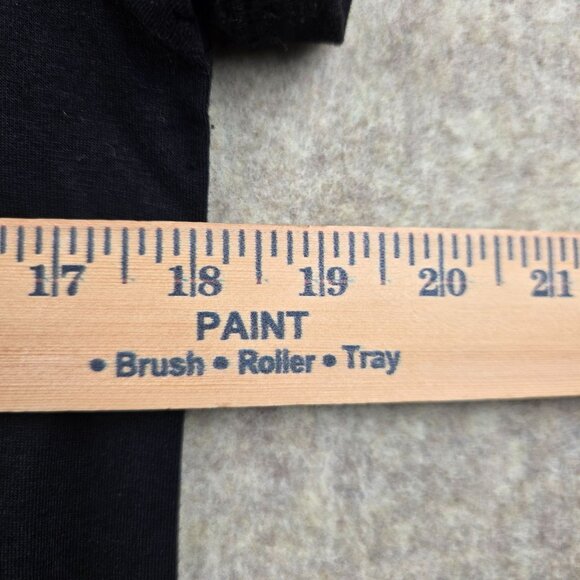 17 18 19 20 21
PAINT
• Brush • Roller • Tray